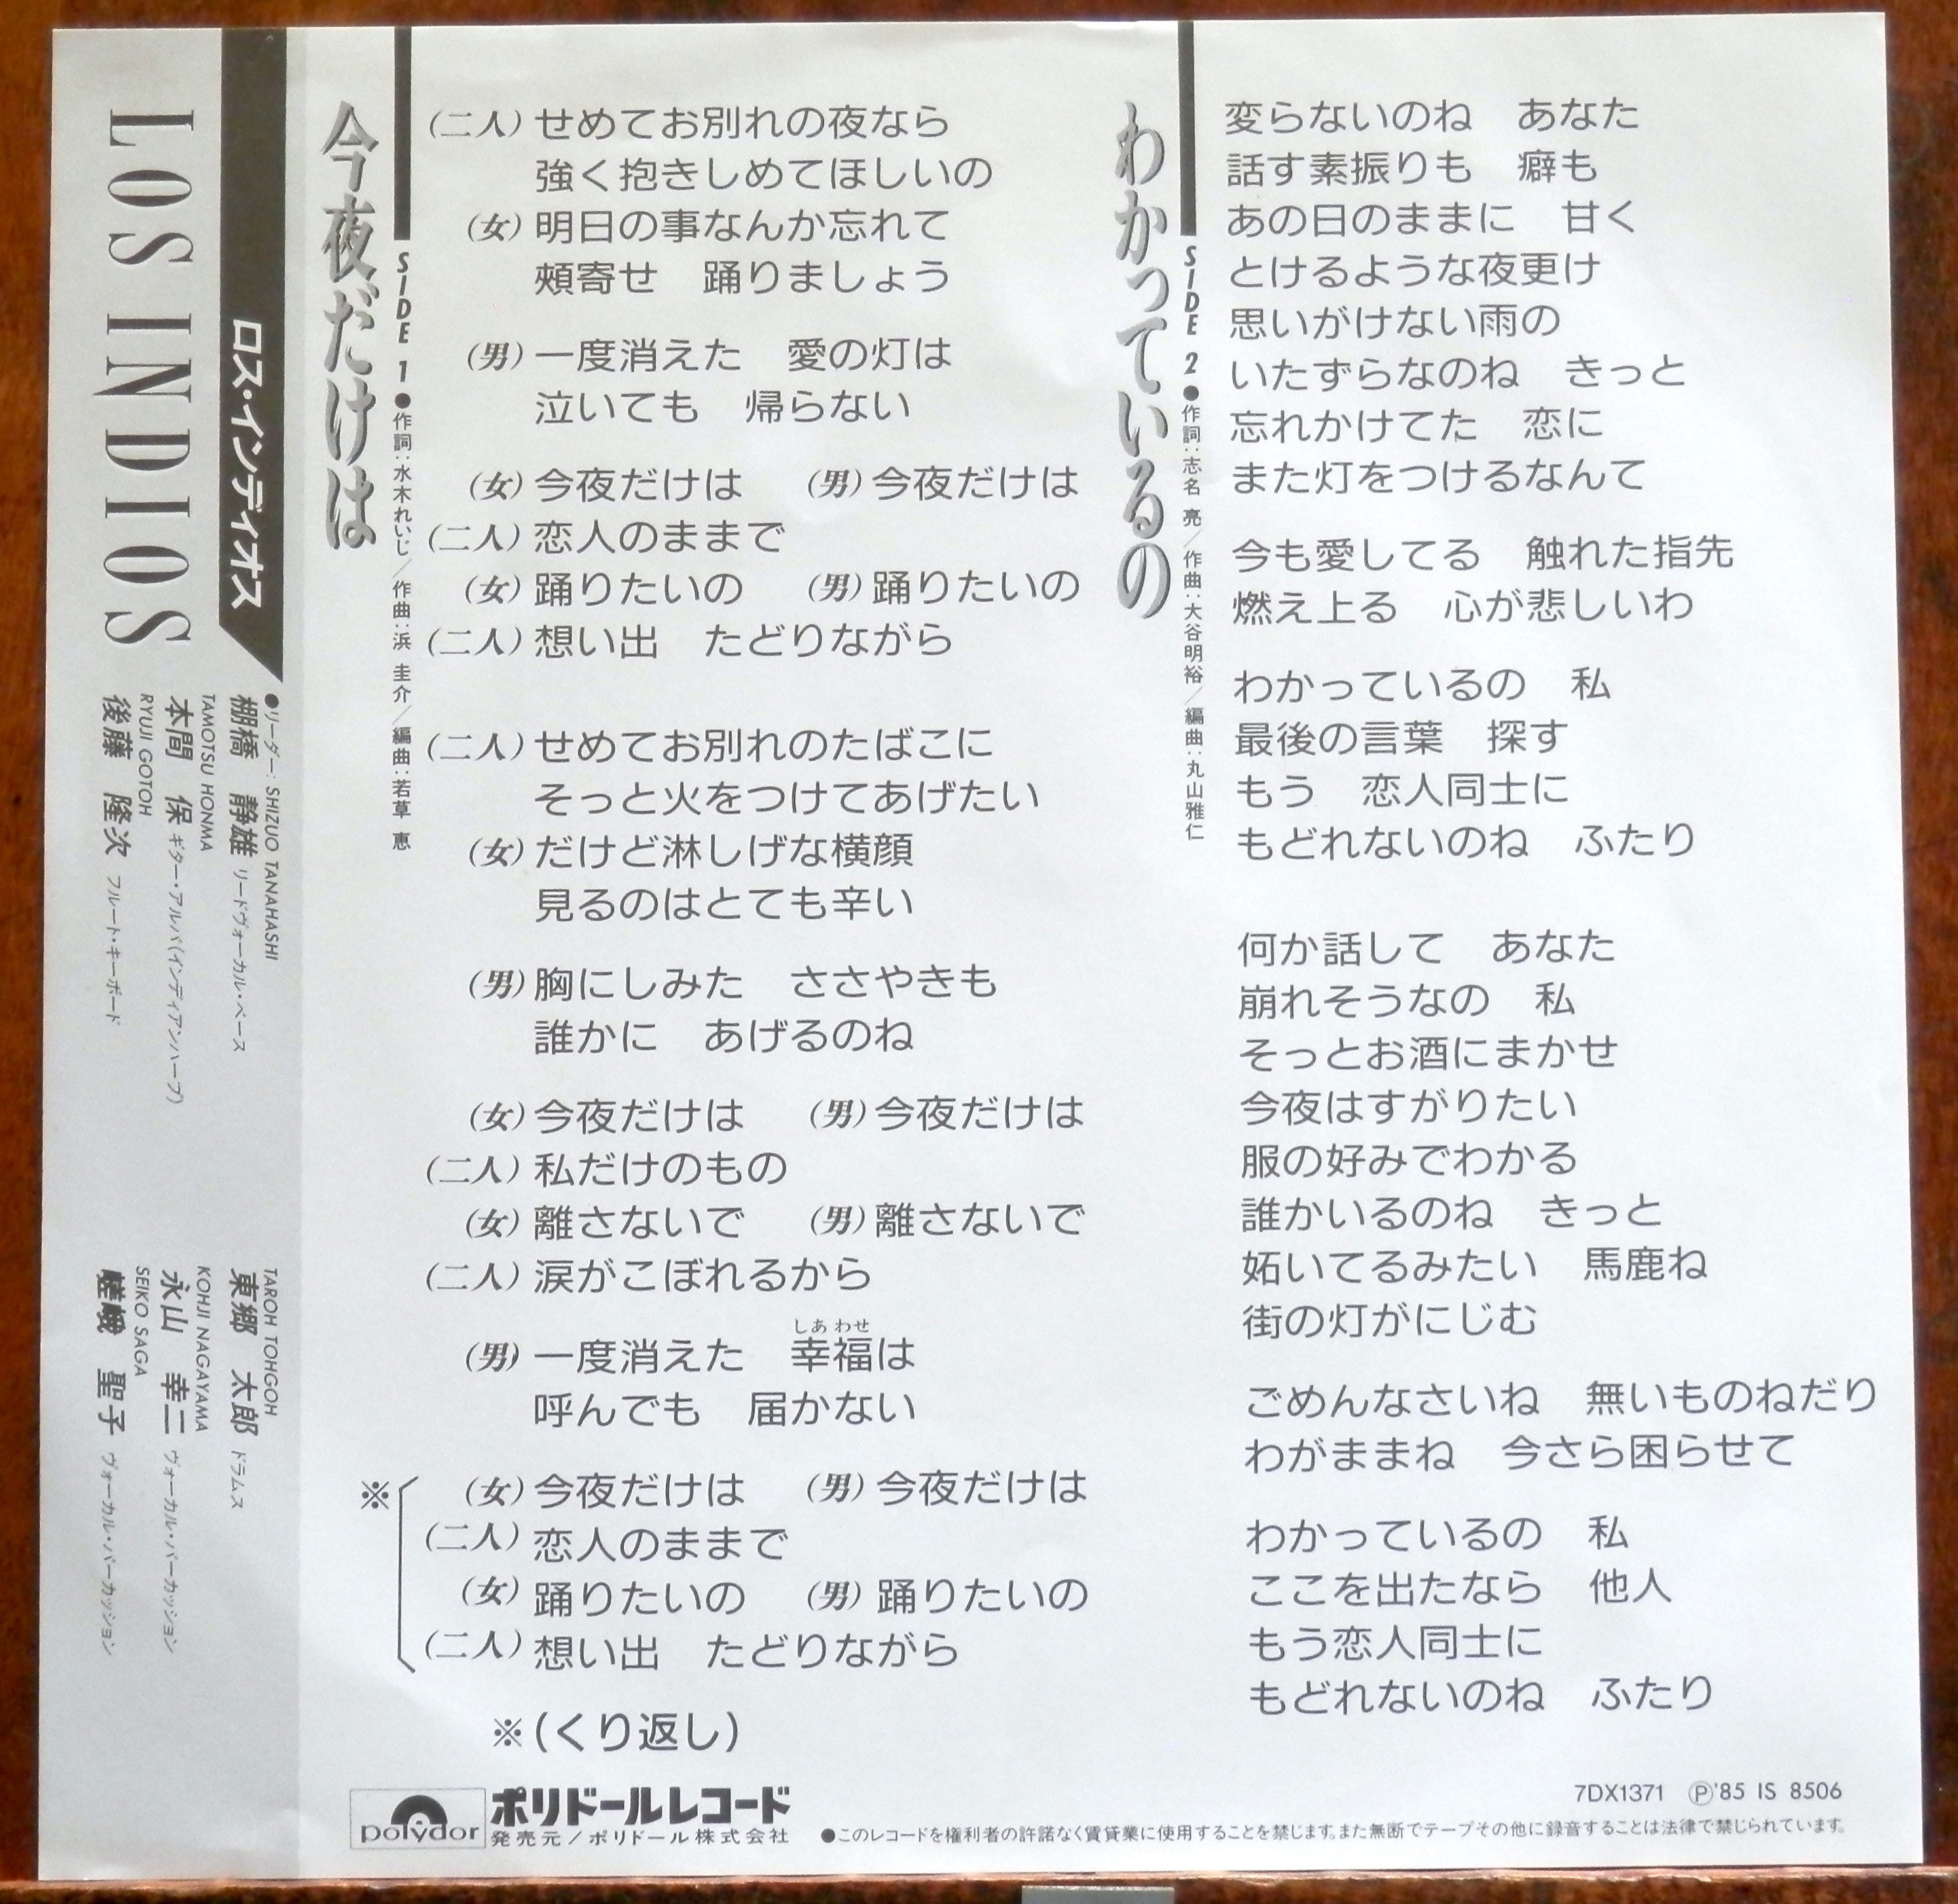 LOS INDIOS
ロス・インディオス
●リーダー: SHIZUO TANAHASHI
棚橋 静雄 リードヴォーカル・ベース
TAMOTSU HONMA
本間 保 ギター・アルパ(インディアンハープ)
RYUJI GOTOH
後藤 隆次 フルート・キーボード
TAROH TOHGOH
東郷 太郎 ドラムス
KOHJI NAGAYAMA
永山 幸二 ヴォーカル・パーカッション
SEIKO SAGA
嵯峨 聖子 ヴォーカル・パーカッション
今夜だけは
SIDE 1●作詞:水木れいじ/作曲:浜 圭介/編曲:若草 恵
(二人)せめてお別れの夜なら
強く抱きしめてほしいの
(女)明日の事なんか忘れて
頰寄せ 踊りましょう
(男)一度消えた 愛の灯は
泣いても 帰らない
(女)今夜だけは (男)今夜だけは
(二人)恋人のままで
(女)踊りたいの (男)踊りたいの
(二人)想い出 たどりながら
(二人)せめてお別れのたばこに
そっと火をつけてあげたい
(女)だけど淋しげな横顔
見るのはとても辛い
(男)胸にしみた ささやきも
誰かに あげるのね
(女)今夜だけは (男)今夜だけは
(二人)私だけのもの
(女)離さないで (男)離さないで
(二人)涙がこぼれるから
しあわせ
(男)一度消えた 幸福は
呼んでも 届かない
※(女)今夜だけは (男)今夜だけは
(二人)恋人のままで
(女)踊りたいの (男)踊りたいの
(二人)想い出 たどりながら
※(くり返し)
わかっているの
SIDE 2●作詞:志名 亮/作曲:大谷明裕/編曲:丸山雅仁
変らないのね あなた
話す素振りも 癖も
あの日のままに 甘く
とけるような夜更け
思いがけない雨の
いたずらなのね きっと
忘れかけてた 恋に
また灯をつけるなんて
今も愛してる 触れた指先
燃え上る 心が悲しいわ
わかっているの 私
最後の言葉 探す
もう 恋人同士に
もどれないのね ふたり
何か話して あなた
崩れそうなの 私
そっとお酒にまかせ
今夜はすがりたい
服の好みでわかる
誰かいるのね きっと
妬いてるみたい 馬鹿ね
街の灯がにじむ
ごめんなさいね 無いものねだり
わがままね 今さら困らせて
わかっているの 私
ここを出たなら 他人
もう恋人同士に
もどれないのね ふたり
polydor
ポリドールレコード
発売元/ポリドール株式会社
7DX1371 Ⓟ'85 IS 8506
●このレコードを権利者の許諾なく賃貸業に使用することを禁じます。また無断でテープその他に録音することは法律で禁じられています。